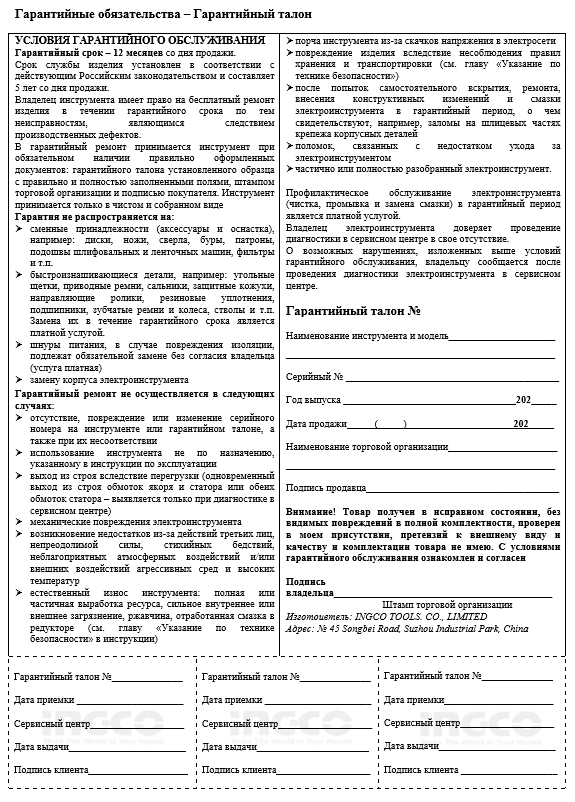 Гарантийные обязательства – Гарантийный талон
УСЛОВИЯ ГАРАНТИЙНОГО ОБСЛУЖИВАНИЯ
Гарантийный срок – 12 месяцев со дня продажи.
Срок службы изделия установлен в соответствии с
действующим Российским законодательством и составляет
5 лет со дня продажи.
Владелец инструмента имеет право на бесплатный ремонт
изделия в течении гарантийного срока по тем
неисправностям, являющимся следствием
производственных дефектов.
В гарантийный ремонт принимается инструмент при
обязательном наличии правильно оформленных
документов: гарантийного талона установленного образца
с правильно и полностью заполненными полями, штампом
торговой организации и подписью покупателя. Инструмент
принимается только в чистом и собранном виде
Гарантия не распространяется на:
➢ сменные принадлежности (аксессуары и оснастка),
например: диски, ножи, сверла, буры, патроны,
подошвы шлифовальных и ленточных машин, фильтры
и т.п.
➢ быстроизнашивающиеся детали, например: угольные
щетки, приводные ремни, сальники, защитные кожухи,
направляющие ролики, резиновые уплотнения,
подшипники, зубчатые ремни и колеса, стволы и т.п.
Замена их в течение гарантийного срока является
платной услугой.
➢ шнуры питания, в случае повреждения изоляции,
подлежат обязательной замене без согласия владельца
(услуга платная)
➢ замену корпуса электроинструмента
Гарантийный ремонт не осуществляется в следующих
случаях:
➢ отсутствие, повреждение или изменение серийного
номера на инструменте или гарантийном талоне, а
также при их несоответствии
➢ использование инструмента не по назначению,
указанному в инструкции по эксплуатации
➢ выход из строя вследствие перегрузки (одновременный
выход из строя обмоток якоря и статора или обеих
обмоток статора – выявляется только при диагностике в
сервисном центре)
➢ механические повреждения электроинструмента
➢ возникновение недостатков из-за действий третьих лиц,
непреодолимой силы, стихийных бедствий,
неблагоприятных атмосферных воздействий и/или
внешних воздействий агрессивных сред и высоких
температур
➢ естественный износ инструмента: полная или
частичная выработка ресурса, сильное внутреннее или
внешнее загрязнение, ржавчина, отработанная смазка в
редукторе (см. главу «Указание по технике
безопасности» в инструкции)
➢ порча инструмента из-за скачков напряжения в электросети
➢ повреждения изделия вследствие несоблюдения правил
хранения и транспортировки (см. главу «Указание по
технике безопасности»)
➢ после попыток самостоятельного вскрытия, ремонта,
внесения конструктивных изменений и смазки
электроинструмента в гарантийный период, о чем
свидетельствуют, например, заломы на шлицевых частях
крепежа корпусных деталей
➢ поломок, связанных с недостатком ухода за
электроинструментом
➢ частично или полностью разобранный электроинструмент.
Профилактическое обслуживание электроинструмента
(чистка, промывка и замена смазки) в гарантийный период
является платной услугой.
Владелец электроинструмента доверяет проведение
диагностики в сервисном центре в свое отсутствие.
О возможных нарушениях, изложенных выше условий
гарантийного обслуживания, владельцу сообщается после
проведения диагностики электроинструмента в сервисном
центре.
Гарантийный талон №
Наименование инструмента и модель
Серийный №
Год выпуска 202
Дата продажи ( ) 202
Наименование торговой организации
Подпись продавца
Внимание! Товар получен в исправном состоянии, без
видимых повреждений в полной комплектности, проверен
в моем присутствии, претензий к внешнему виду и
качеству и комплектации товара не имею. С условиями
гарантийного обслуживания ознакомлен и согласен
Подпись
владельца
Штамп торговой организации
Изготовитель: INGCO TOOLS. CO., LIMITED
Адрес: № 45 Songbei Road, Suzhou Industrial Park, China
Гарантийный талон №
Дата приемки
Сервисный центр
Дата выдачи
Подпись клиента
INGCO
Гарантийный талон №
Дата приемки
Сервисный центр
Дата выдачи
Подпись клиента
INGCO
Гарантийный талон №
Дата приемки
Сервисный центр
Дата выдачи
Подпись клиента
INGCO